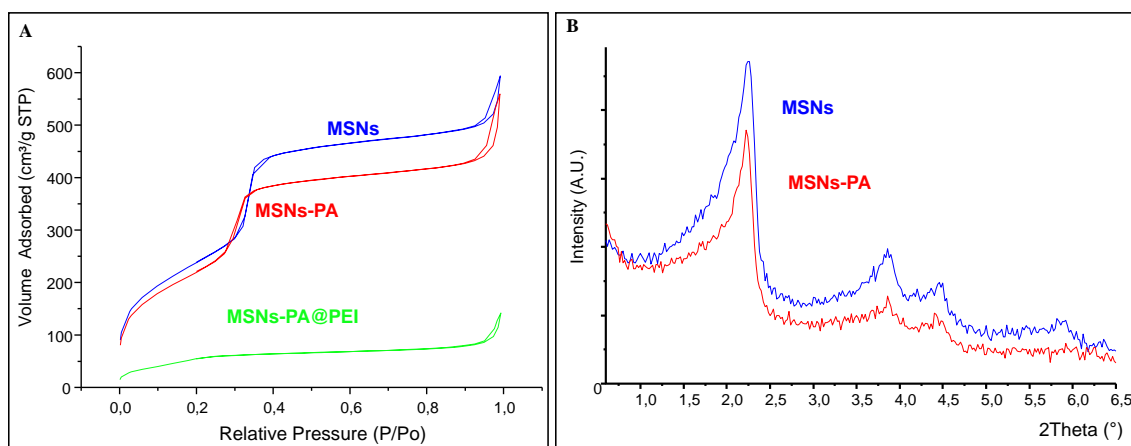 A
Volume Adsorbed (cm³/g STP)
600
500
400
300
200
100
0
MSNs
MSNs-PA
MSNs-PA@PEI
0,0 0,2 0,4 0,6 0,8 1,0
Relative Pressure (P/Po)
B
Intensity (A.U.)
MSNs
MSNs-PA
0
1,0 1,5 2,0 2,5 3,0 3,5 4,0 4,5 5,0 5,5 6,0 6,5
2Theta (°)